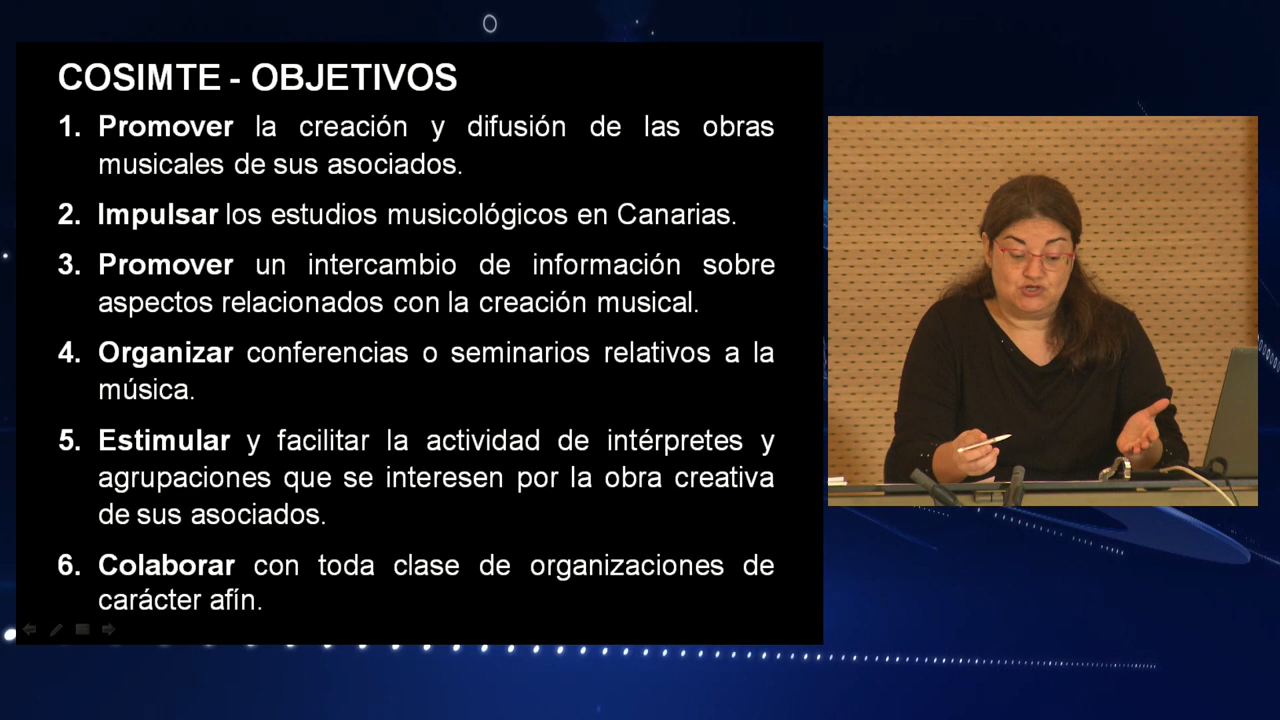 COSIMTE - OBJETIVOS
1. Promover la creación y difusión de las obras
musicales de sus asociados.
2. Impulsar los estudios musicológicos en Canarias.
3. Promover un intercambio de información sobre
aspectos relacionados con la creación musical.
4. Organizar conferencias o seminarios relativos a la
música.
5. Estimular y facilitar la actividad de intérpretes y
agrupaciones que se interesen por la obra creativa
de sus asociados.
6. Colaborar con toda clase de organizaciones de
carácter afín.